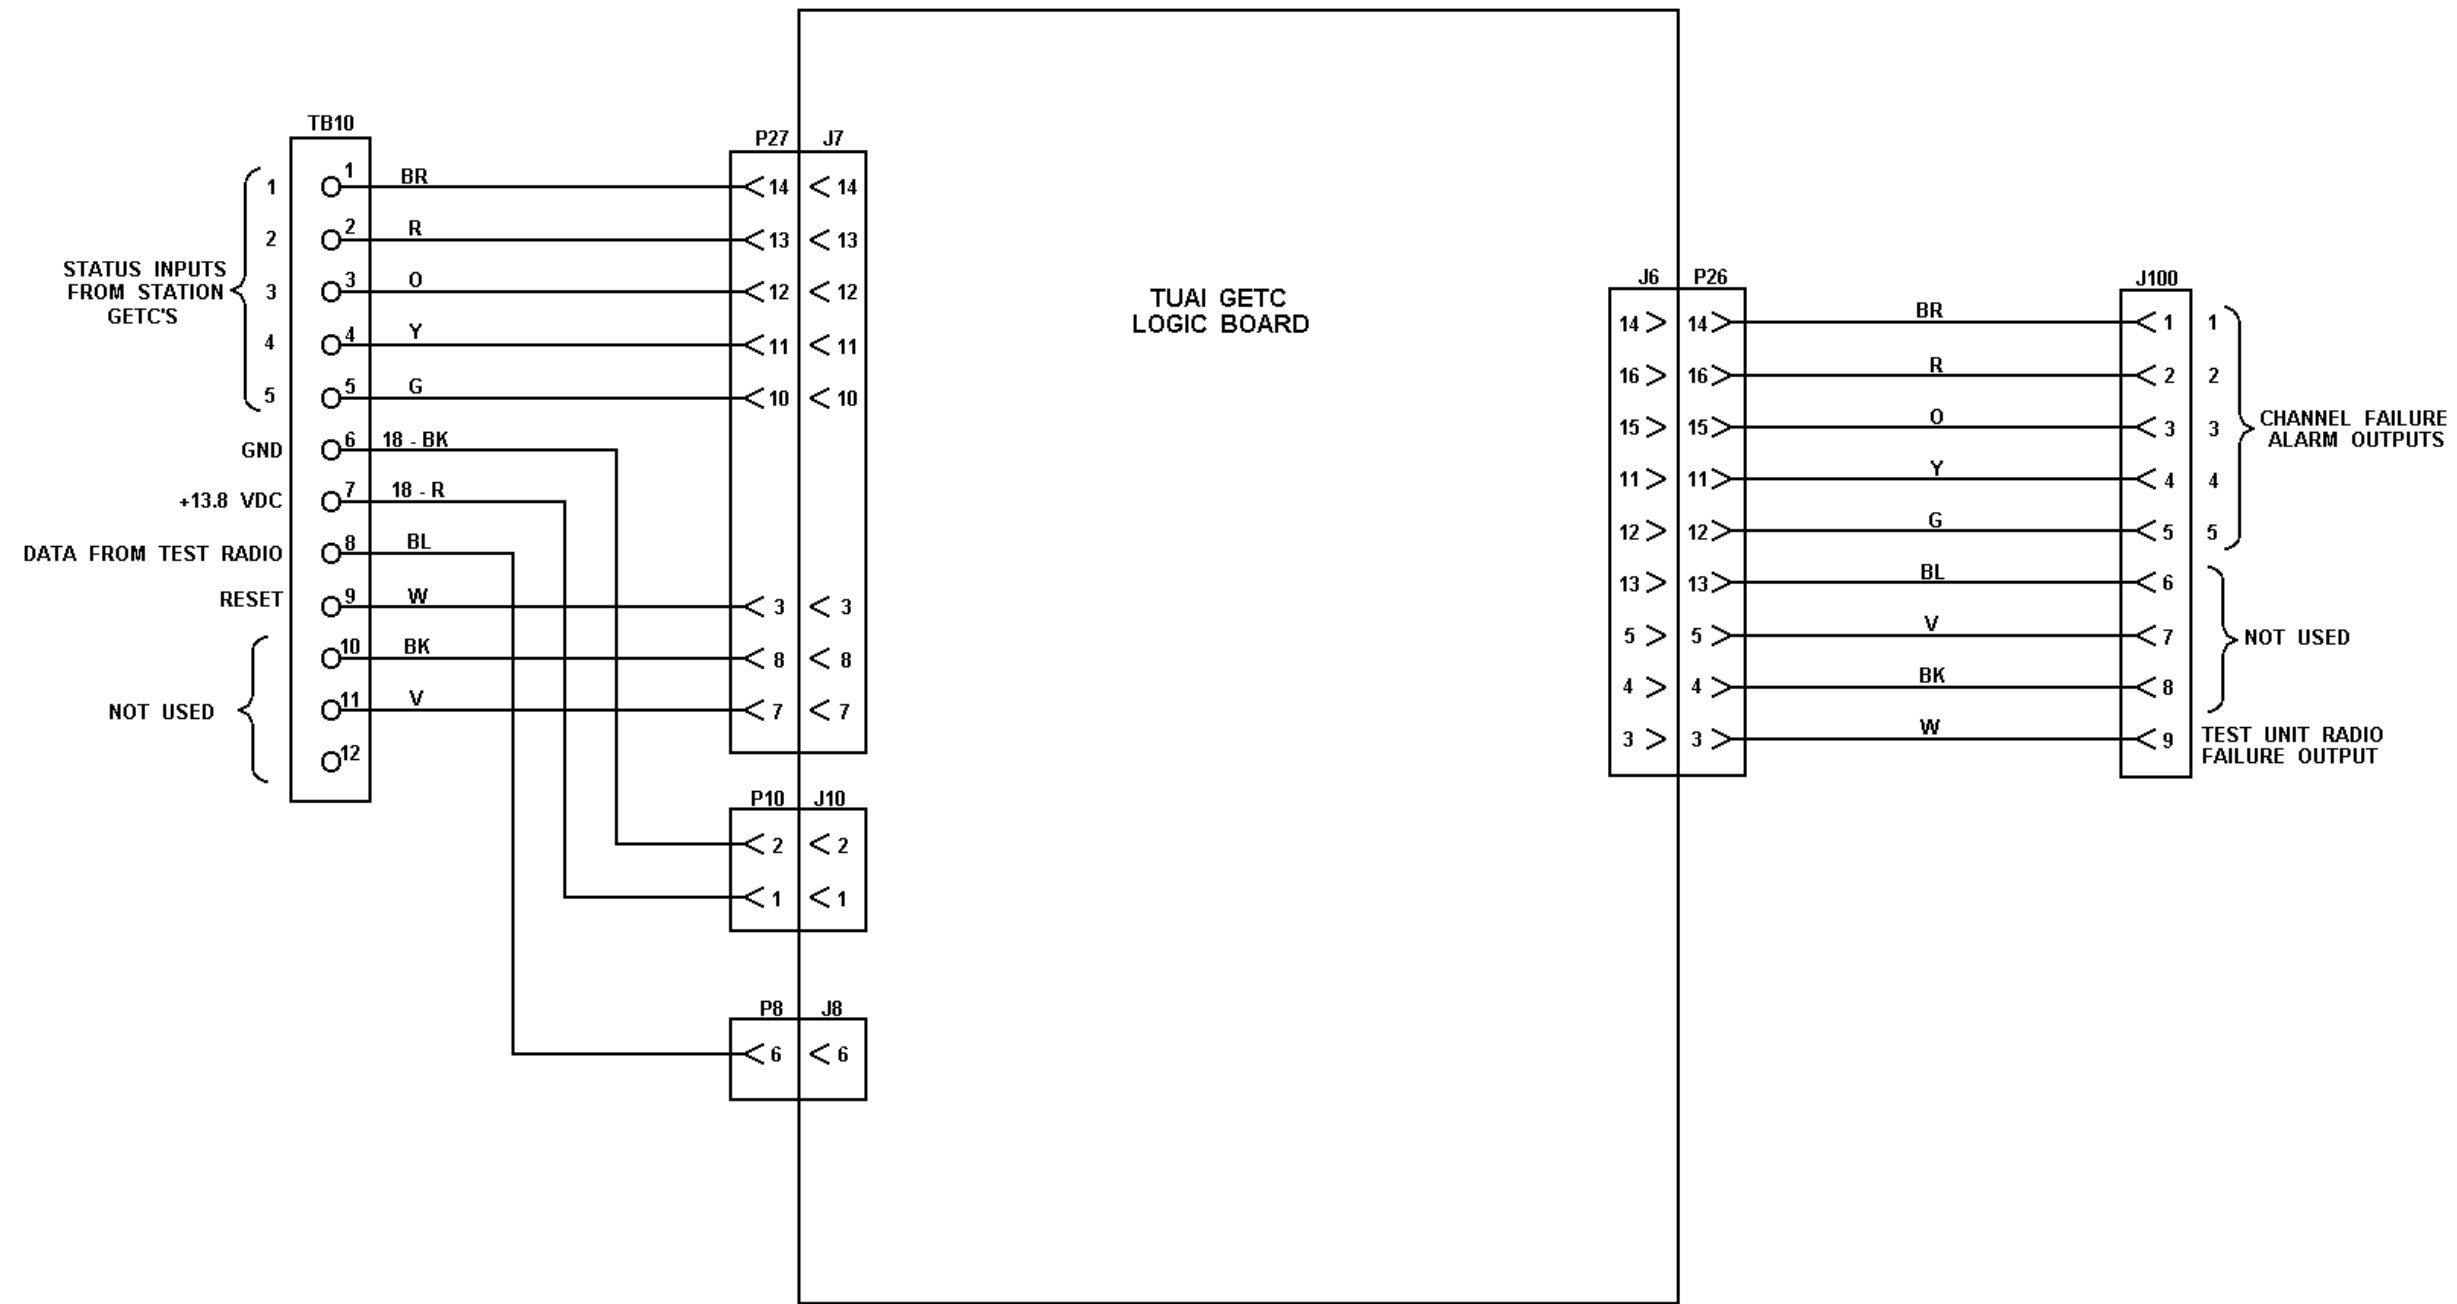 TB10
STATUS INPUTS
FROM STATION
GETC'S
1 1 BR
2 2 R
3 3 O
4 4 Y
5 5 G
GND 6 18 - BK
+13.8 VDC 7 18 - R
DATA FROM TEST RADIO 8 BL
RESET 9 W
10 BK
11 V
12
NOT USED
P27 J7
14 14
13 13
12 12
11 11
10 10
3 3
8 8
7 7
P10 J10
2 2
1 1
P8 J8
6 6
TUAI GETC
LOGIC BOARD
J6 P26 J100
14 14 BR 1 1
16 16 R 2 2
15 15 O 3 3
11 11 Y 4 4
12 12 G 5 5
13 13 BL 6
5 5 V 7
4 4 BK 8
3 3 W 9
CHANNEL FAILURE
ALARM OUTPUTS
NOT USED
TEST UNIT RADIO
FAILURE OUTPUT